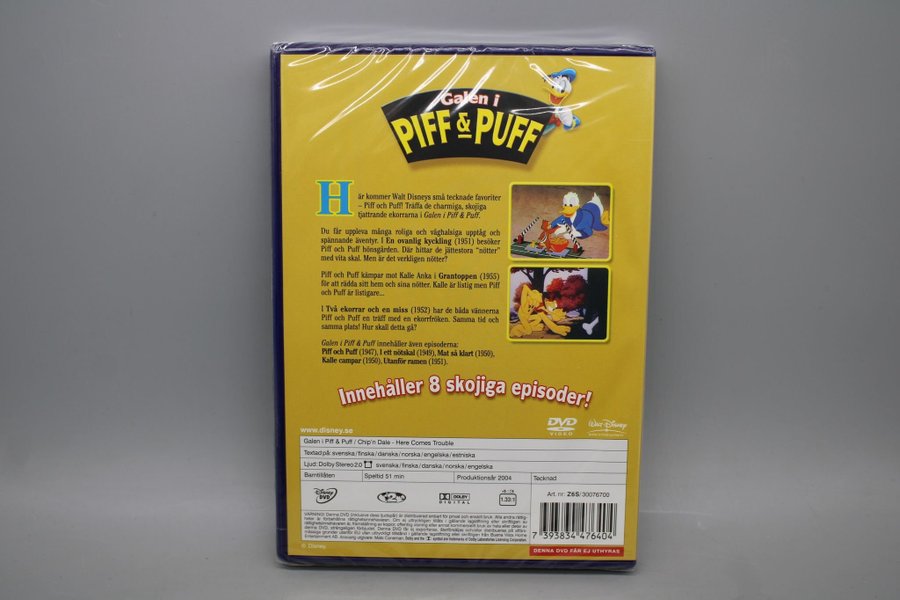 Galen i
PIFF & PUFF
Här kommer Walt Disneys små tecknade favoriter
– Piff och Puff! Träffa de charmiga, skojiga
tjattrande ekorrarna i Galen i Piff & Puff.
Du får uppleva många roliga och våghalsiga upptåg och
spännande äventyr. I En ovanlig kyckling (1951) besöker
Piff och Puff hönsgården. Där hittar de jättestora "nötter"
med vita skal. Men är det verkligen nötter?
Piff och Puff kämpar mot Kalle Anka i Grantoppen (1955)
för att rädda sitt hem och sina nötter. Kalle är listig men Piff
och Puff är listigare...
I Två ekorrar och en miss (1952) har de båda vännerna
Piff och Puff en träff med en ekorrfröken. Samma tid och
samma plats! Hur skall detta gå?
Galen i Piff & Puff innehåller även episoderna:
Piff och Puff (1947), I ett nötskal (1949), Mat så klart (1950),
Kalle campar (1950), Utanför ramen (1951).
Innehåller 8 skojiga episoder!
www.disney.se
DVD VIDEO
WALT DISNEY
Galen i Piff & Puff / Chip'n Dale - Here Comes Trouble
Textad på: svenska/finska/danska/norska/engelska/estniska
Ljud: Dolby Stereo 2.0 svenska/finska/danska/norska/engelska
Barntillåten Speltid 51 min Produktionsår 2004 Tecknad
Art. nr: Z6S/30076700
Disney DVD
DOLBY DIGITAL
1.33:1
7 393834 476404
© Disney
DENNA DVD FÅR EJ UTHYRAS